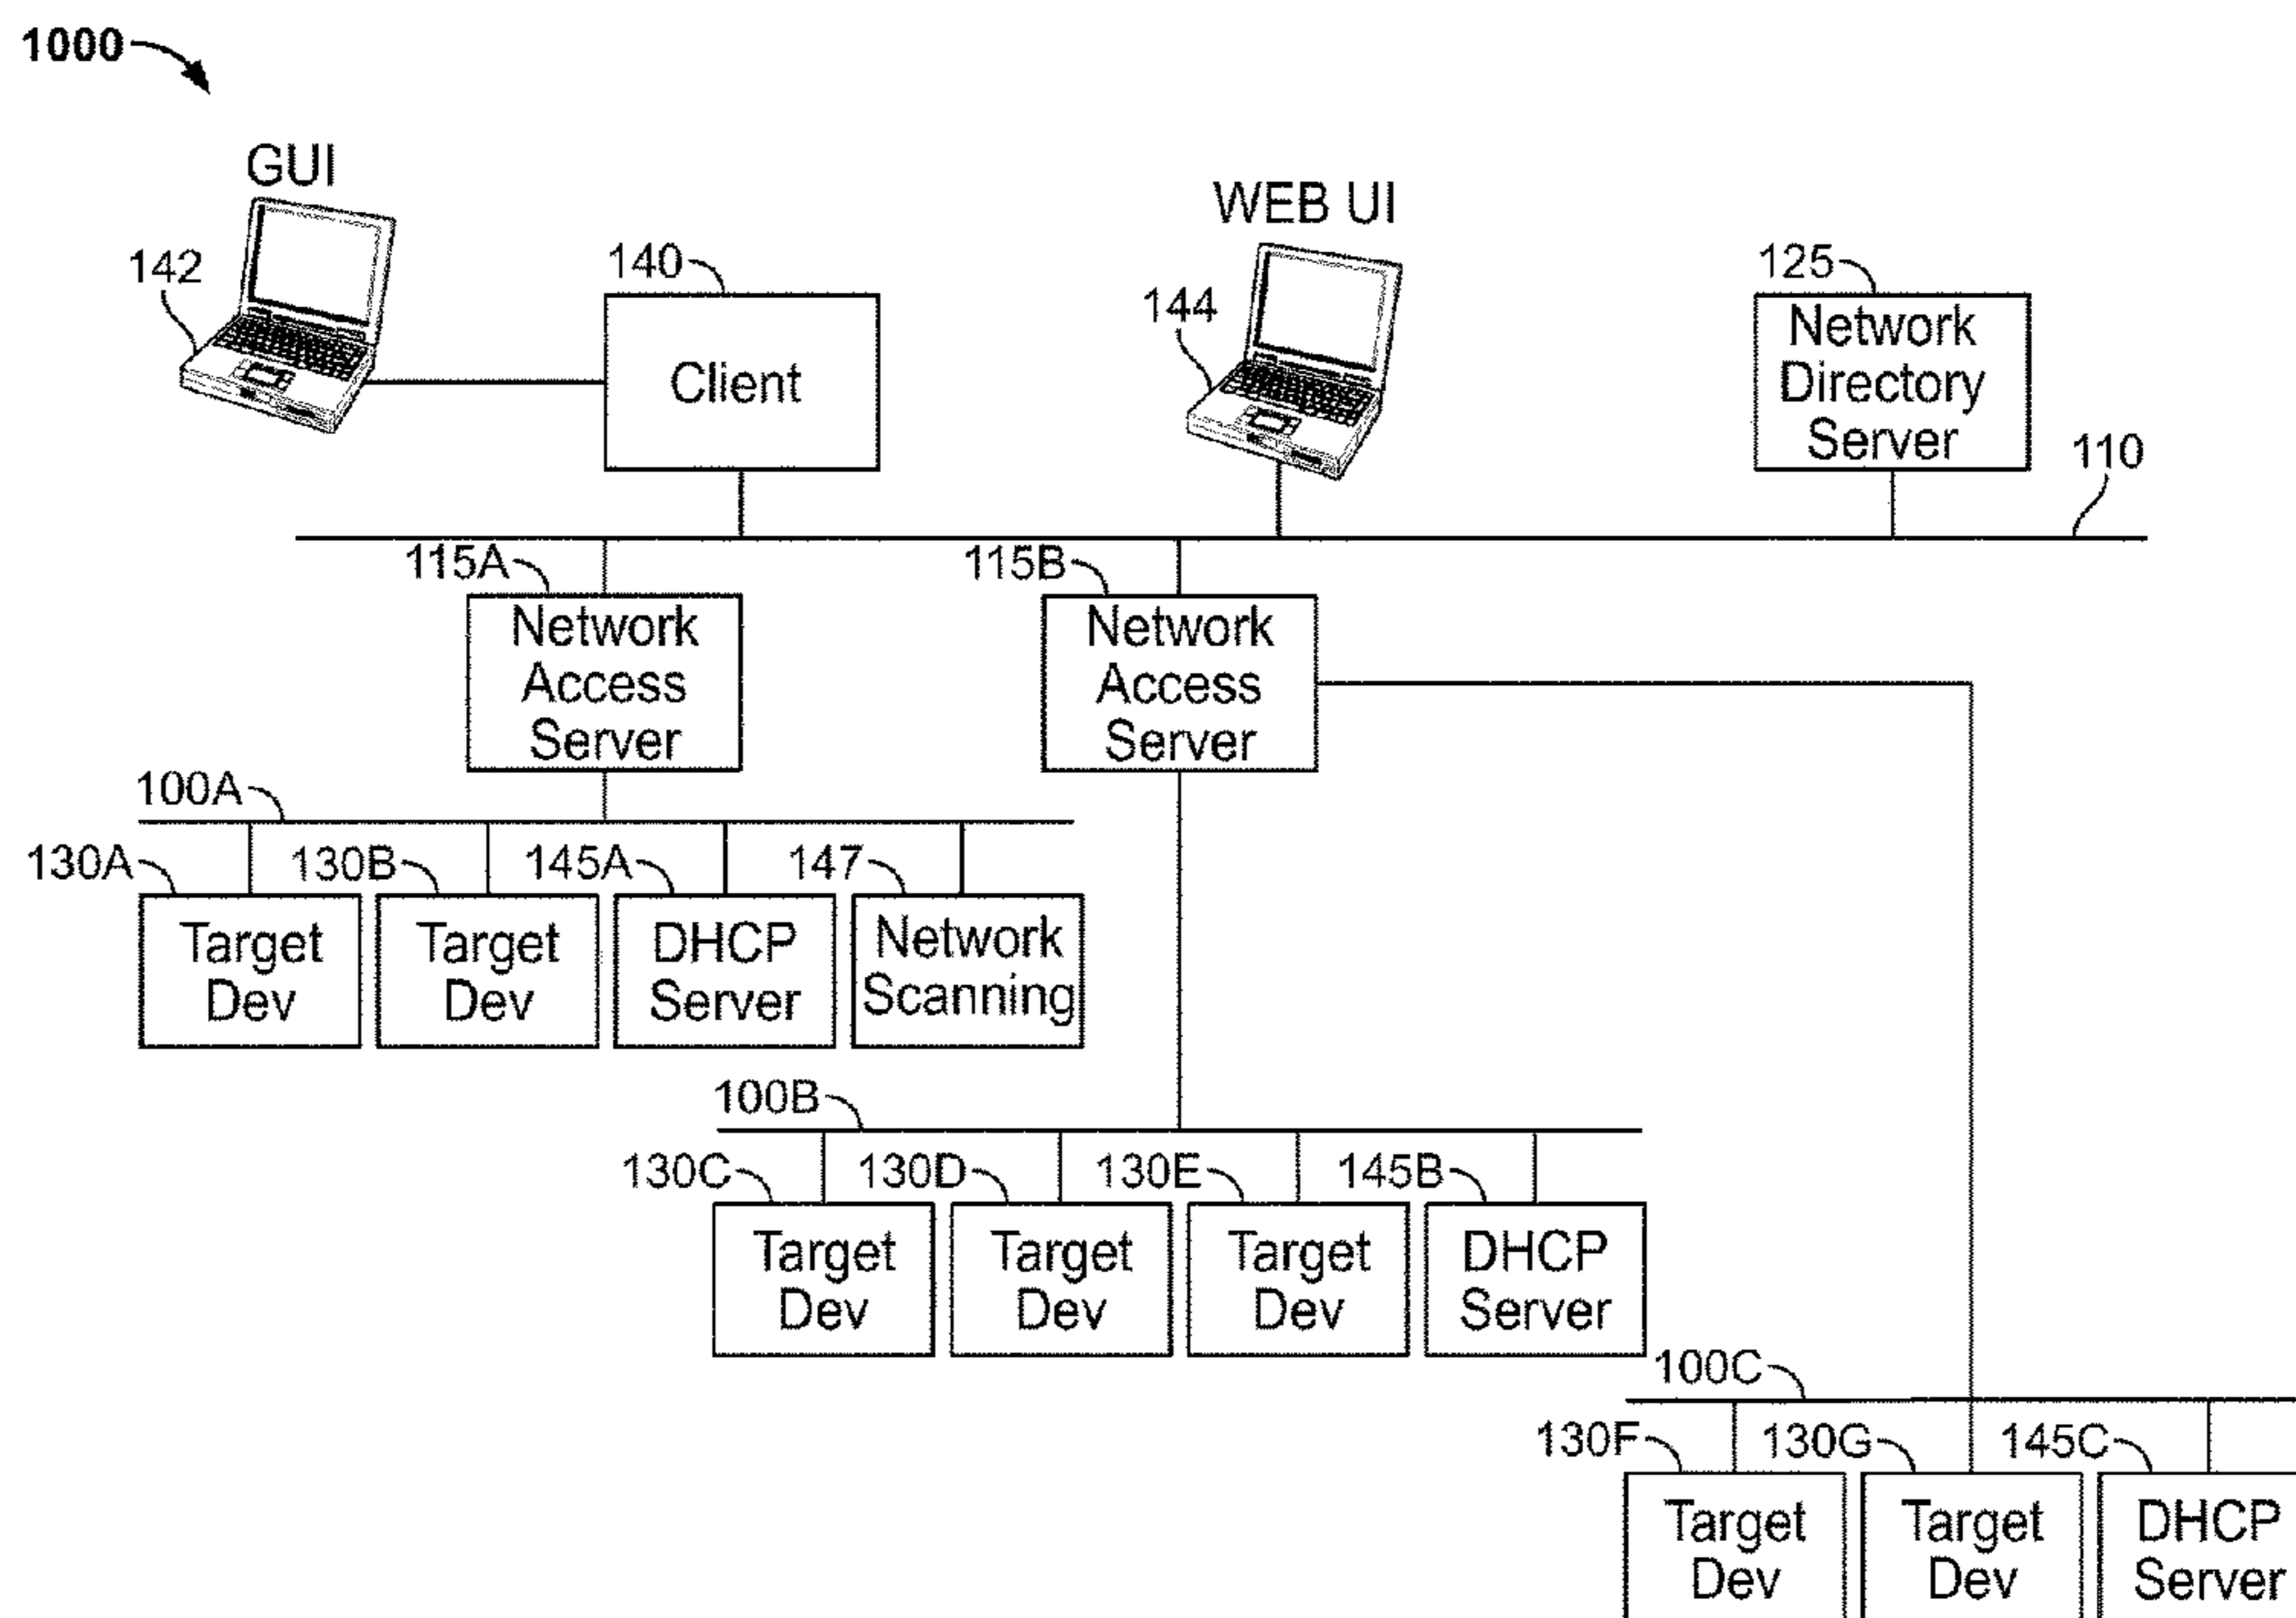 1000
GUI
WEB UI
142
140
144
125
Client
Network
Directory
Server
110
115A
115B
Network
Access
Server
Network
Access
Server
100A
130A
130B
145A
147
Target
Dev
Target
Dev
DHCP
Server
Network
Scanning
100B
130C
130D
130E
145B
Target
Dev
Target
Dev
Target
Dev
DHCP
Server
100C
130F
130G
145C
Target
Dev
Target
Dev
DHCP
Server